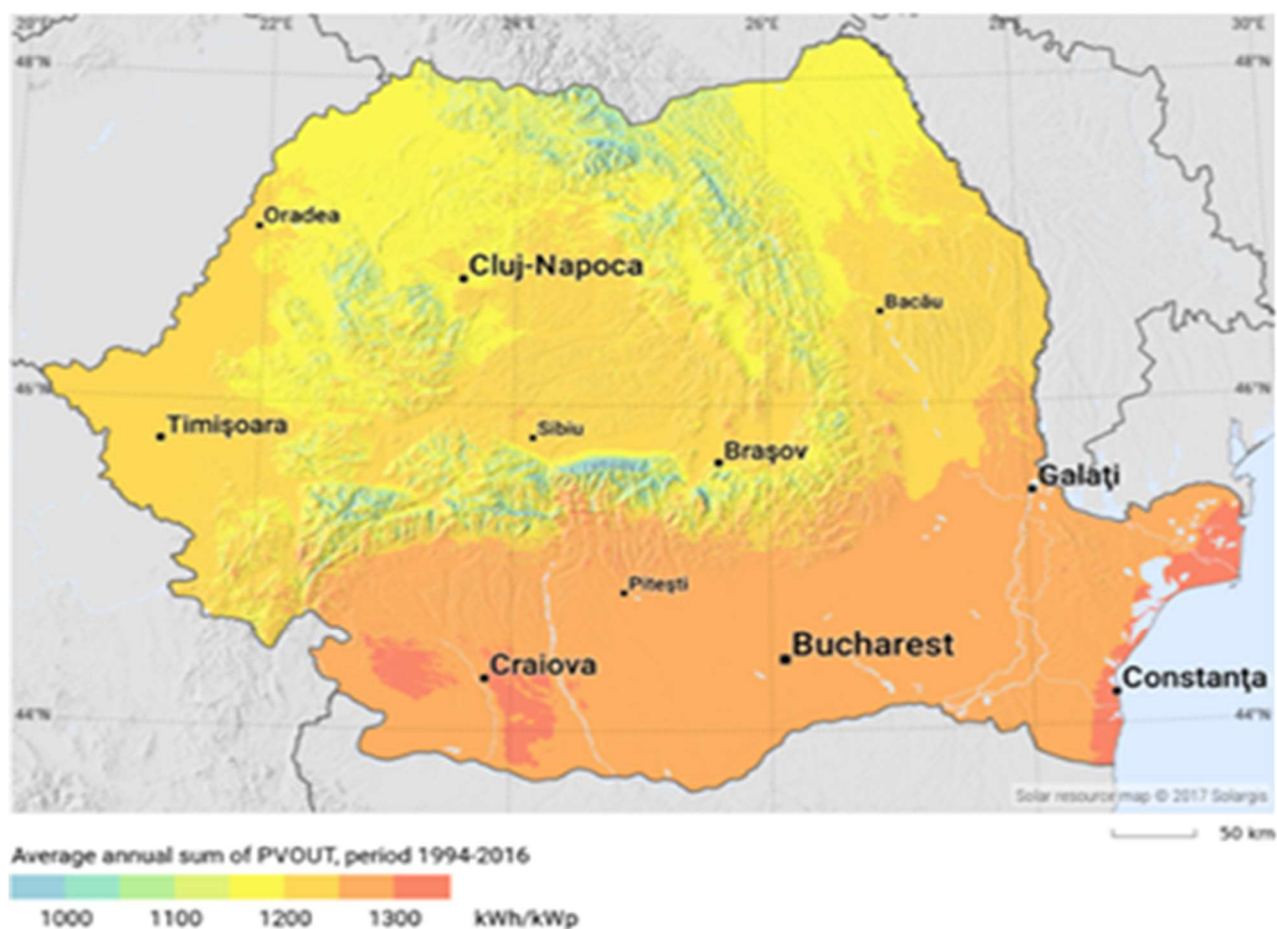 20°E 22°E 24°E 26°E 28°E 30°E
48°N 48°N
Oradea
Cluj-Napoca
Bacău
46°N 46°N
Timişoara
Sibiu
Braşov
Galaţi
Piteşti
Bucharest
Craiova
Constanţa
44°N 44°N
Solar resource map © 2017 Solargis
50 km
Average annual sum of PVOUT, period 1994-2016
1000 1100 1200 1300 kWh/kWp